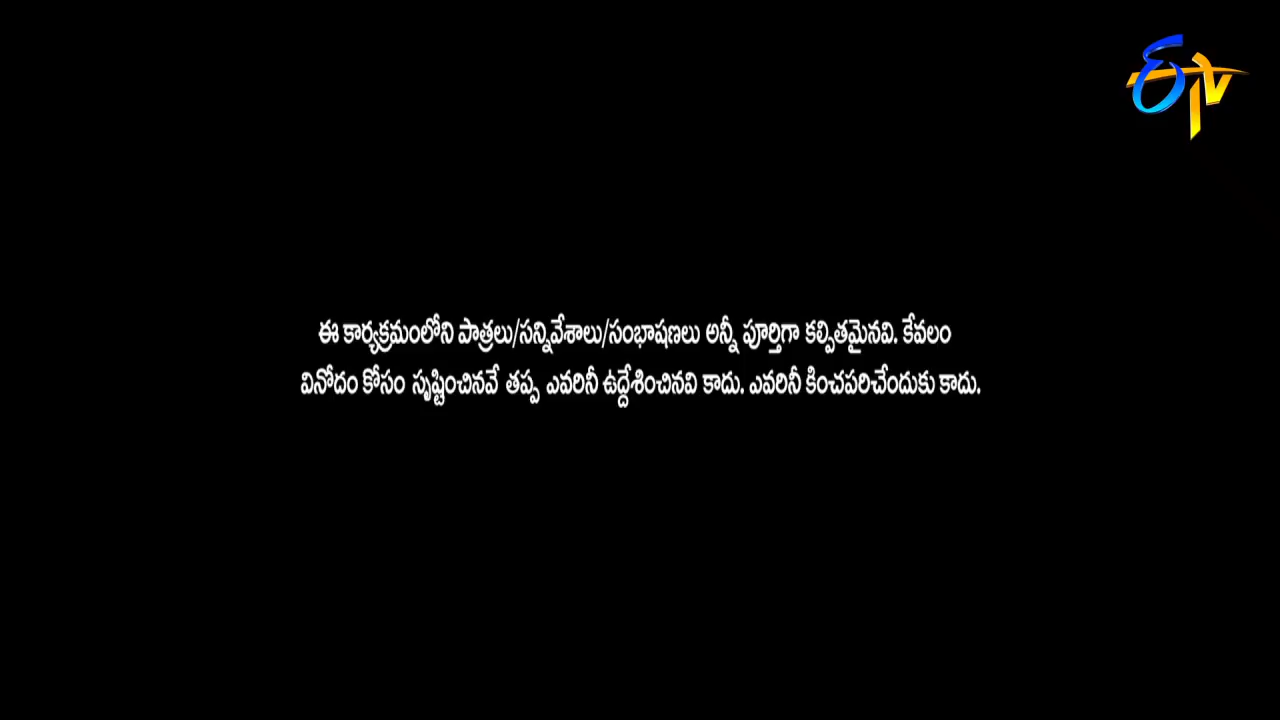 ఈ టీవీ
ఈ కార్యక్రమంలోని పాత్రలు/సన్నివేశాలు/సంభాషణలు అన్నీ పూర్తిగా కల్పితమైనవి. కేవలం
వినోదం కోసం సృష్టించినవే తప్ప ఎవరినీ ఉద్దేశించినవి కాదు. ఎవరినీ కించపరిచేందుకు కాదు.